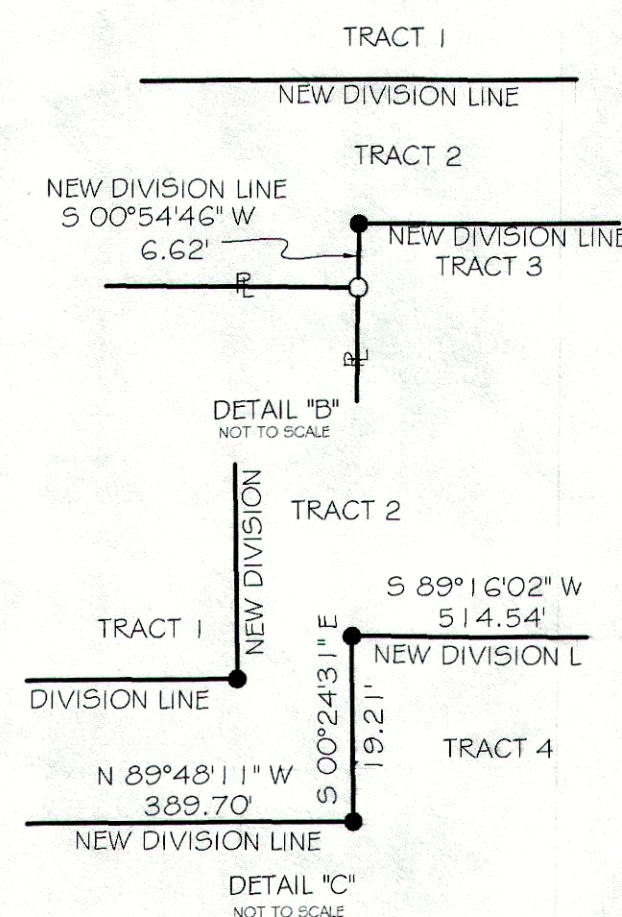 TRACT 1
NEW DIVISION LINE
TRACT 2
NEW DIVISION LINE
S 00°54'46" W
6.62'
NEW DIVISION LINE
TRACT 3
PL
PL
DETAIL "B"
NOT TO SCALE
NEW DIVISION
TRACT 2
S 89°16'02" W
514.54'
TRACT 1
NEW DIVISION L
DIVISION LINE
S 00°24'31" E
19.21'
TRACT 4
N 89°48'11" W
389.70'
NEW DIVISION LINE
DETAIL "C"
NOT TO SCALE